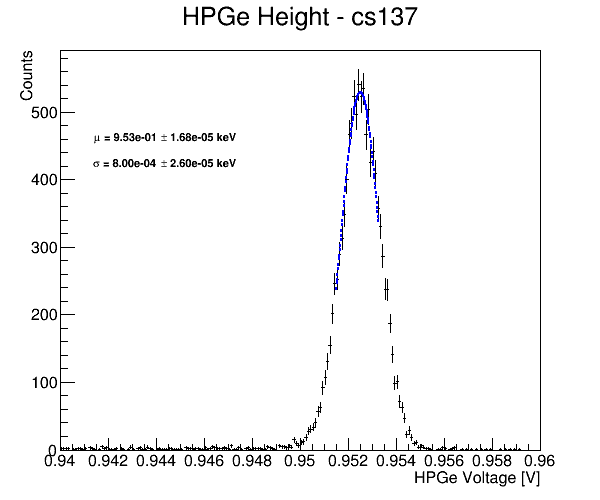 HPGe Height - cs137
Counts
μ = 9.53e-01 ± 1.68e-05 keV
σ = 8.00e-04 ± 2.60e-05 keV
500
400
300
200
100
0
0.94 0.942 0.944 0.946 0.948 0.95 0.952 0.954 0.956 0.958 0.96
HPGe Voltage [V]